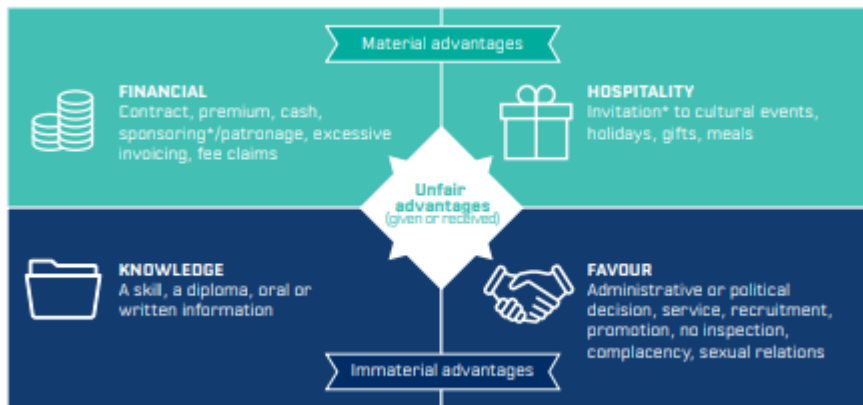 Material advantages
FINANCIAL
Contract, premium, cash,
sponsoring*/patronage, excessive
invoicing, fee claims
HOSPITALITY
Invitation* to cultural events,
holidays, gifts, meals
Unfair
advantages
(given or received)
KNOWLEDGE
A skill, a diploma, oral or
written information
FAVOUR
Administrative or political
decision, service, recruitment,
promotion, no inspection,
complacency, sexual relations
Immaterial advantages